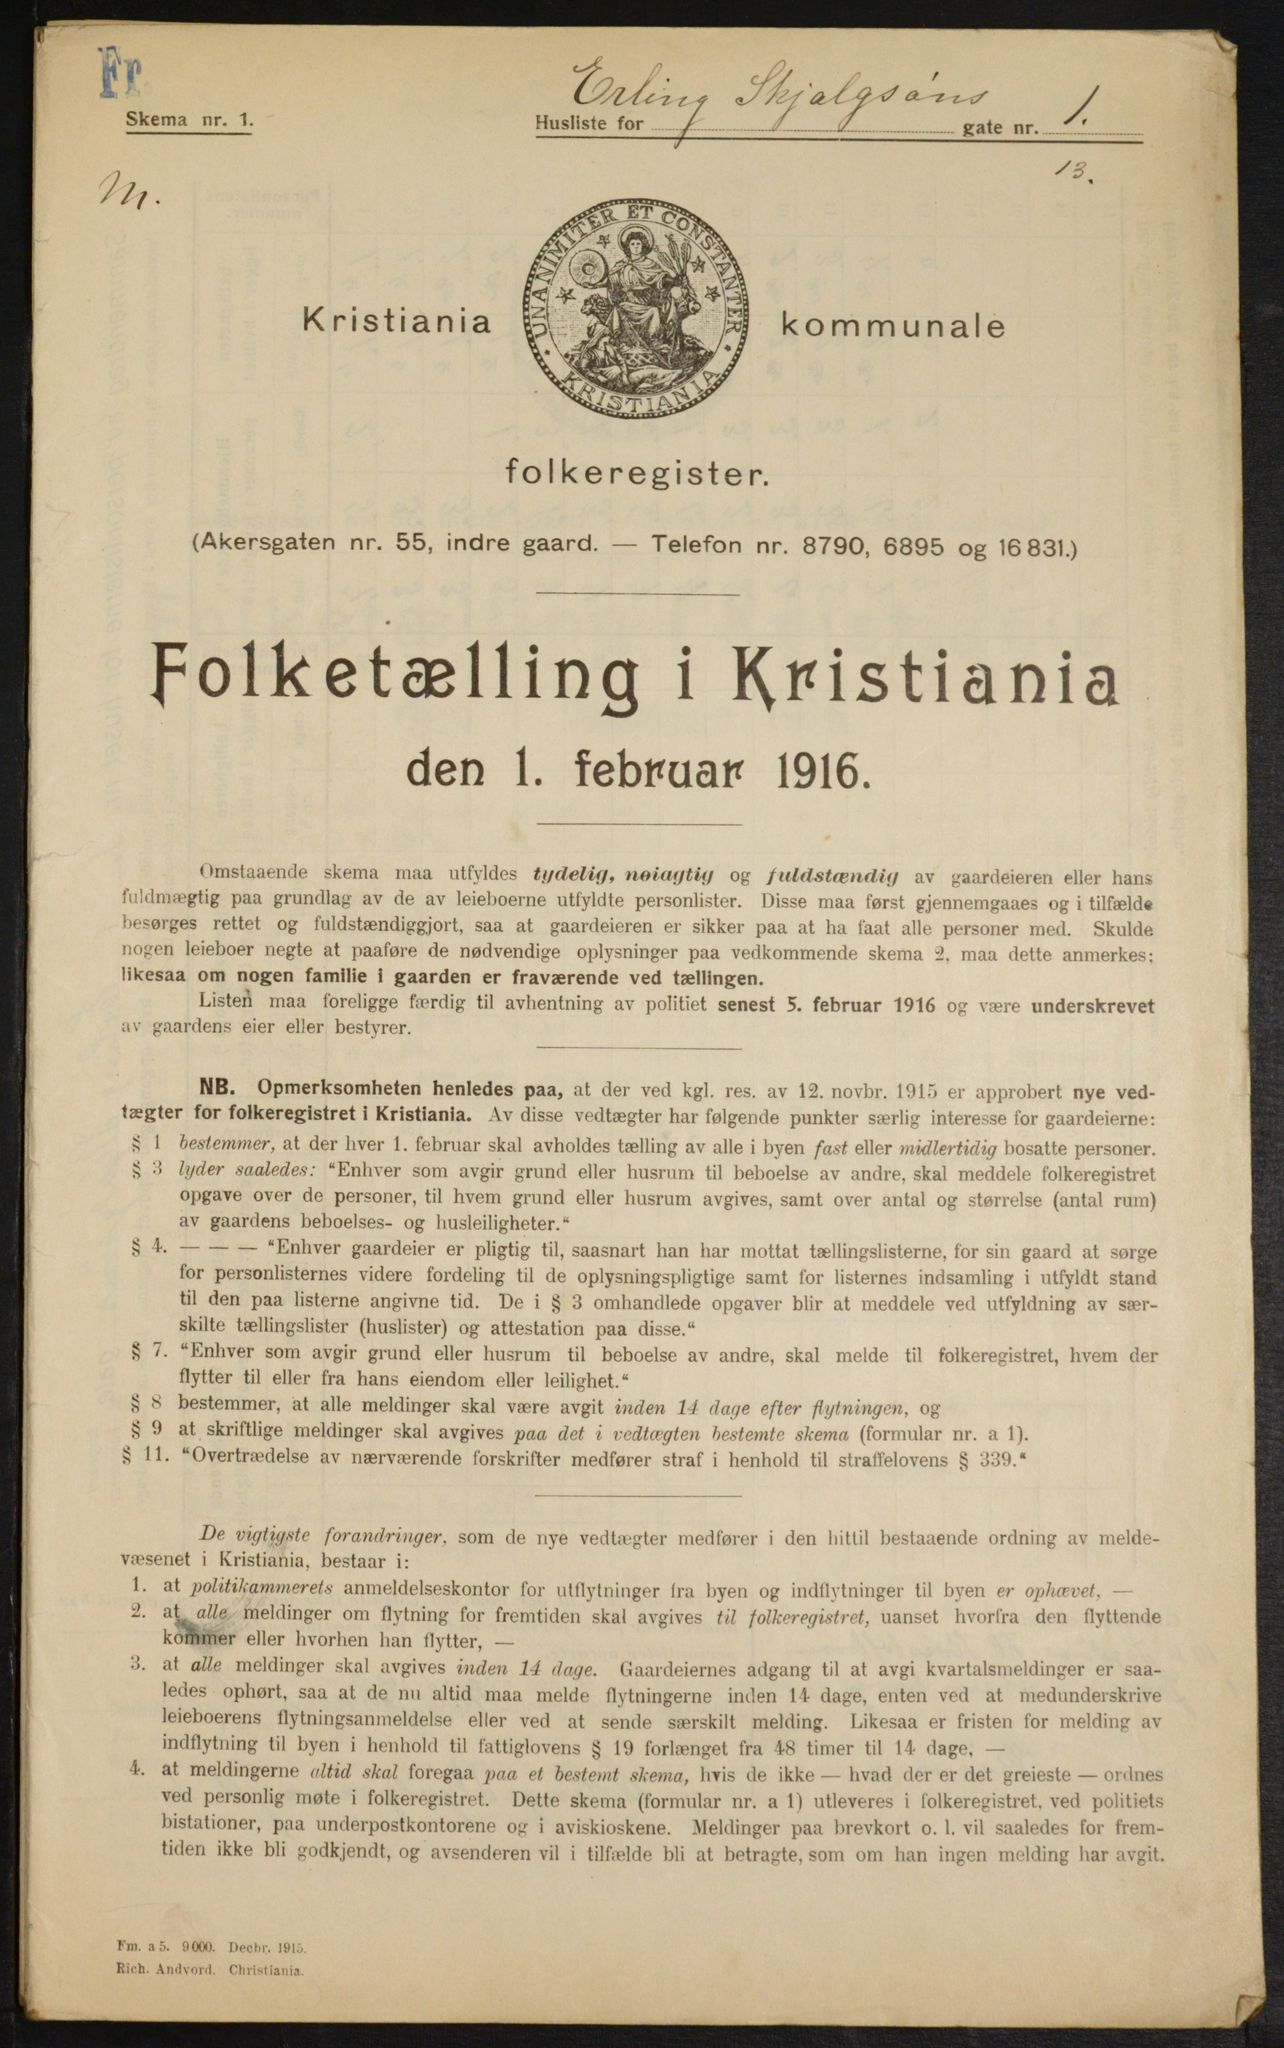 Fr
Skema nr. 1.
Husliste for Erling Skjalgsöns gate nr. 1.
13.
M.
UNANIMITER ET CONSTANTER
KRISTIANIA
Kristiania kommunale
folkeregister.
(Akersgaten nr. 55, indre gaard. — Telefon nr. 8790, 6895 og 16831.)
Folketælling i Kristiania
den 1. februar 1916.
Omstaaende skema maa utfyldes tydelig, nøiagtig og fuldstændig av gaardeieren eller hans
fuldmægtig paa grundlag av de av leieboerne utfyldte personlister. Disse maa først gjennemgaaes og i tilfælde
besørges rettet og fuldstændiggjort, saa at gaardeieren er sikker paa at ha faat alle personer med. Skulde
nogen leieboer negte at paaføre de nødvendige oplysninger paa vedkommende skema 2, maa dette anmerkes;
likesaa om nogen familie i gaarden er fraværende ved tællingen.
Listen maa foreligge færdig til avhentning av politiet senest 5. februar 1916 og være underskrevet
av gaardens eier eller bestyrer.
NB. Opmerksomheten henledes paa, at der ved kgl. res. av 12. novbr. 1915 er approbert nye ved-
tægter for folkeregistret i Kristiania. Av disse vedtægter har følgende punkter særlig interesse for gaardeierne:
§ 1 bestemmer, at der hver 1. februar skal avholdes tælling av alle i byen fast eller midlertidig bosatte personer.
§ 3 lyder saaledes: "Enhver som avgir grund eller husrum til beboelse av andre, skal meddele folkeregistret
opgave over de personer, til hvem grund eller husrum avgives, samt over antal og størrelse (antal rum)
av gaardens beboelses- og husleiligheter."
§ 4. — — — "Enhver gaardeier er pligtig til, saasnart han har mottat tællingslisterne, for sin gaard at sørge
for personlisternes videre fordeling til de oplysningspligtige samt for listernes indsamling i utfyldt stand
til den paa listerne angivne tid. De i § 3 omhandlede opgaver blir at meddele ved utfyldning av sær-
skilte tællingslister (huslister) og attestation paa disse."
§ 7. "Enhver som avgir grund eller husrum til beboelse av andre, skal melde til folkeregistret, hvem der
flytter til eller fra hans eiendom eller leilighet."
§ 8 bestemmer, at alle meldinger skal være avgit inden 14 dage efter flytningen, og
§ 9 at skriftlige meldinger skal avgives paa det i vedtægten bestemte skema (formular nr. a 1).
§ 11. "Overtrædelse av nærværende forskrifter medfører straf i henhold til straffelovens § 339."
De vigtigste forandringer, som de nye vedtægter medfører i den hittil bestaaende ordning av melde-
væsenet i Kristiania, bestaar i:
1. at politikammerets anmeldelseskontor for utflytninger fra byen og indflytninger til byen er ophævet, —
2. at alle meldinger om flytning for fremtiden skal avgives til folkeregistret, uanset hvorfra den flyttende
kommer eller hvorhen han flytter, —
3. at alle meldinger skal avgives inden 14 dage. Gaardeiernes adgang til at avgi kvartalsmeldinger er saa-
ledes ophørt, saa at de nu altid maa melde flytningerne inden 14 dage, enten ved at medunderskrive
leieboerens flytningsanmeldelse eller ved at sende særskilt melding. Likesaa er fristen for melding av
indflytning til byen i henhold til fattiglovens § 19 forlænget fra 48 timer til 14 dage, —
4. at meldingerne altid skal foregaa paa et bestemt skema, hvis de ikke — hvad der er det greieste — ordnes
ved personlig møte i folkeregistret. Dette skema (formular nr. a 1) utleveres i folkeregistret, ved politiets
bistationer, paa underpostkontorene og i aviskioskene. Meldinger paa brevkort o. l. vil saaledes for frem-
tiden ikke bli godkjendt, og avsenderen vil i tilfælde bli at betragte, som om han ingen melding har avgit.
Fm. a 5. 9000. Decbr. 1915.
Rich. Andvord. Christiania.